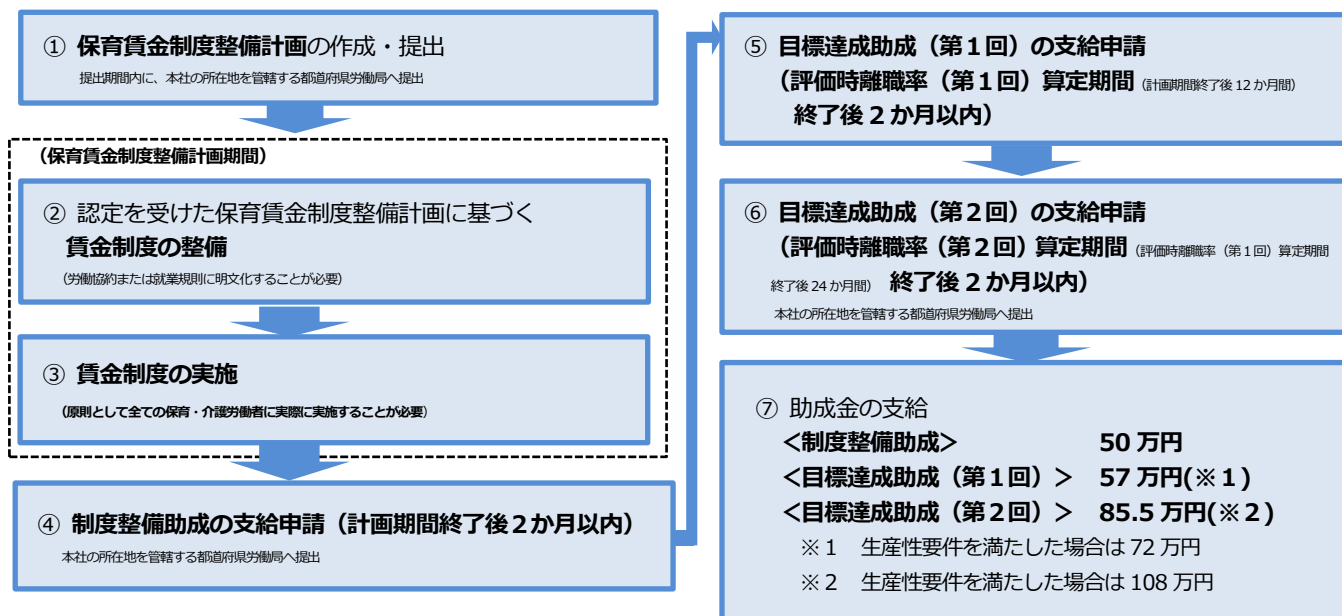 ① 保育賃金制度整備計画の作成・提出
提出期間内に、本社の所在地を管轄する都道府県労働局へ提出
（保育賃金制度整備計画期間）
② 認定を受けた保育賃金制度整備計画に基づく
賃金制度の整備
（労働協約または就業規則に明文化することが必要）
③ 賃金制度の実施
（原則として全ての保育・介護労働者に実際に実施することが必要）
④ 制度整備助成の支給申請（計画期間終了後２か月以内）
本社の所在地を管轄する都道府県労働局へ提出
⑤ 目標達成助成（第１回）の支給申請
（評価時離職率（第１回）算定期間（計画期間終了後12か月間）
終了後２か月以内）
⑥ 目標達成助成（第２回）の支給申請
（評価時離職率（第２回）算定期間（評価時離職率（第１回）算定期間
終了後24か月間） 終了後２か月以内）
本社の所在地を管轄する都道府県労働局へ提出
⑦ 助成金の支給
＜制度整備助成＞ 50万円
＜目標達成助成（第１回）＞ 57万円(※１)
＜目標達成助成（第２回）＞ 85.5万円(※２)
※１ 生産性要件を満たした場合は72万円
※２ 生産性要件を満たした場合は108万円